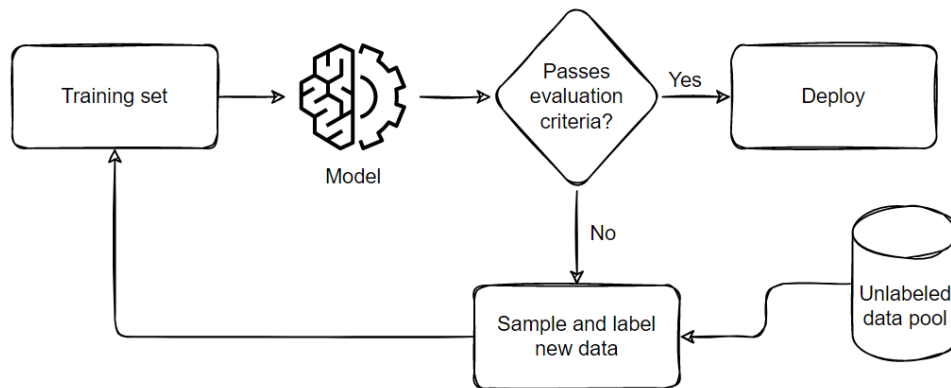 Training set
Model
Passes
evaluation
criteria?
Yes
Deploy
No
Sample and label
new data
Unlabeled
data pool